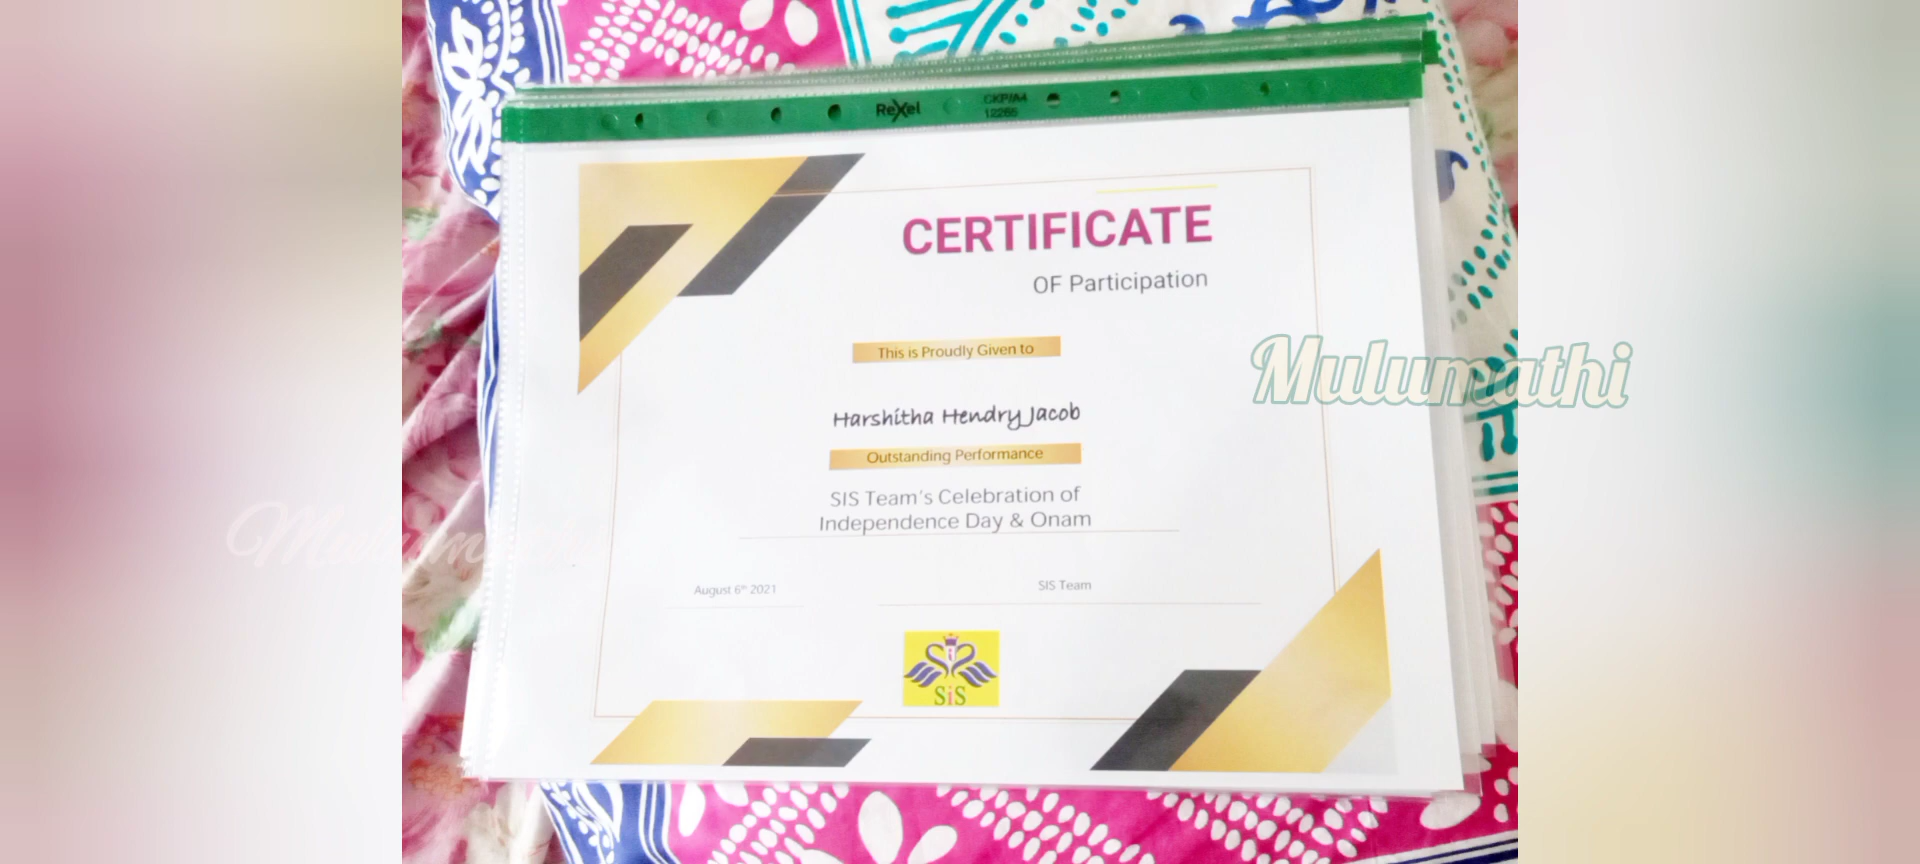 Rexel
CKP/A4
12265
CERTIFICATE
OF Participation
This is Proudly Given to
Harshitha Hendry Jacob
Outstanding Performance
SIS Team's Celebration of
Independence Day & Onam
August 6th 2021
SIS Team
SiS
Mulumathi